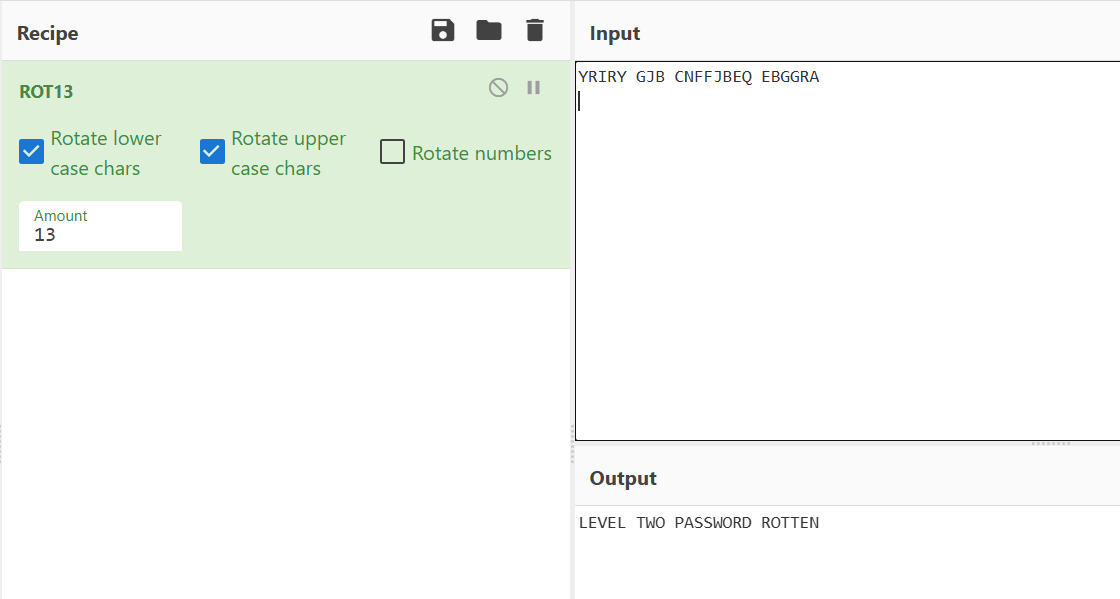 Recipe
ROT13
Rotate lower case chars
Rotate upper case chars
Rotate numbers
Amount
13
Input
YRIRY GJB CNFFJBEQ EBGGRA
Output
LEVEL TWO PASSWORD ROTTEN